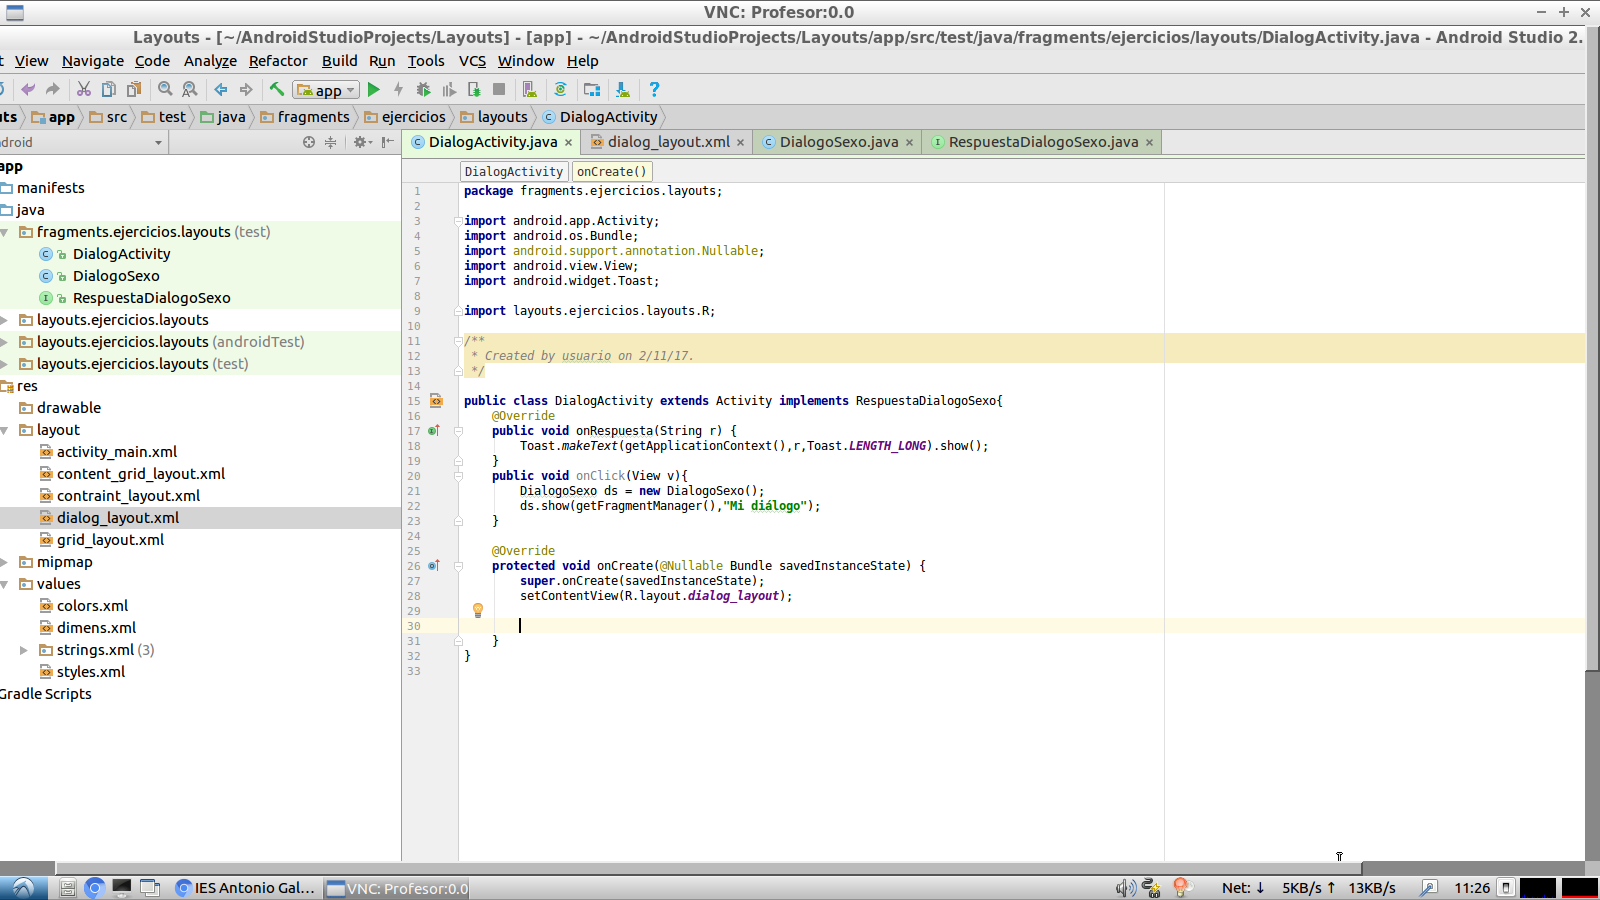 VNC: Profesor:0.0
Layouts - [~/AndroidStudioProjects/Layouts] - [app] - ~/AndroidStudioProjects/Layouts/app/src/test/java/fragments/ejercicios/layouts/DialogActivity.java - Android Studio 2.
t View Navigate Code Analyze Refactor Build Run Tools VCS Window Help
app
uts app src test java fragments ejercicios layouts DialogActivity
ndroid
DialogActivity.java dialog_layout.xml DialogoSexo.java RespuestaDialogoSexo.java
DialogActivity onCreate()
app
manifests
java
fragments.ejercicios.layouts (test)
DialogActivity
DialogoSexo
RespuestaDialogoSexo
layouts.ejercicios.layouts
layouts.ejercicios.layouts (androidTest)
layouts.ejercicios.layouts (test)
res
drawable
layout
activity_main.xml
content_grid_layout.xml
contraint_layout.xml
dialog_layout.xml
grid_layout.xml
mipmap
values
colors.xml
dimens.xml
strings.xml (3)
styles.xml
Gradle Scripts
1 package fragments.ejercicios.layouts;
2
3 import android.app.Activity;
4 import android.os.Bundle;
5 import android.support.annotation.Nullable;
6 import android.view.View;
7 import android.widget.Toast;
8
9 import layouts.ejercicios.layouts.R;
10
11 /**
12 * Created by usuario on 2/11/17.
13 */
14
15 public class DialogActivity extends Activity implements RespuestaDialogoSexo{
16 @Override
17 public void onRespuesta(String r) {
18 Toast.makeText(getApplicationContext(),r,Toast.LENGTH_LONG).show();
19 }
20 public void onClick(View v){
21 DialogoSexo ds = new DialogoSexo();
22 ds.show(getFragmentManager(),"Mi diálogo");
23 }
24
25 @Override
26 protected void onCreate(@Nullable Bundle savedInstanceState) {
27 super.onCreate(savedInstanceState);
28 setContentView(R.layout.dialog_layout);
29
30
31 }
32 }
33
IES Antonio Gal... VNC: Profesor:0.0 Net: ↓ 5KB/s ↑ 13KB/s 11:26